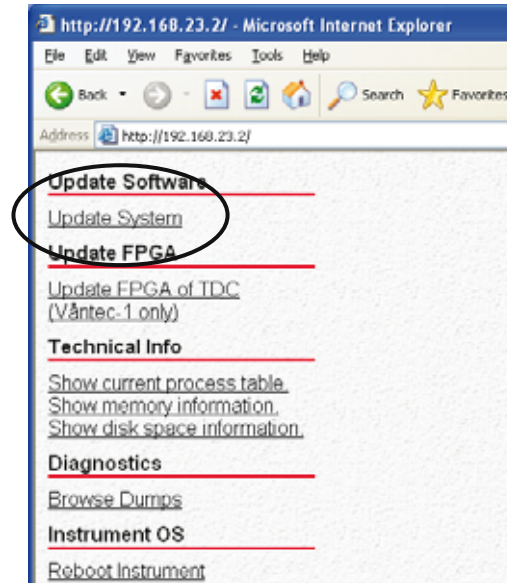 http://192.168.23.2/ - Microsoft Internet Explorer
File Edit View Favorites Tools Help
Back Search Favorites
Address http://192.168.23.2/
Update Software
Update System
Update FPGA
Update FPGA of TDC
(Våntec-1 only)
Technical Info
Show current process table.
Show memory information.
Show disk space information.
Diagnostics
Browse Dumps
Instrument OS
Reboot Instrument